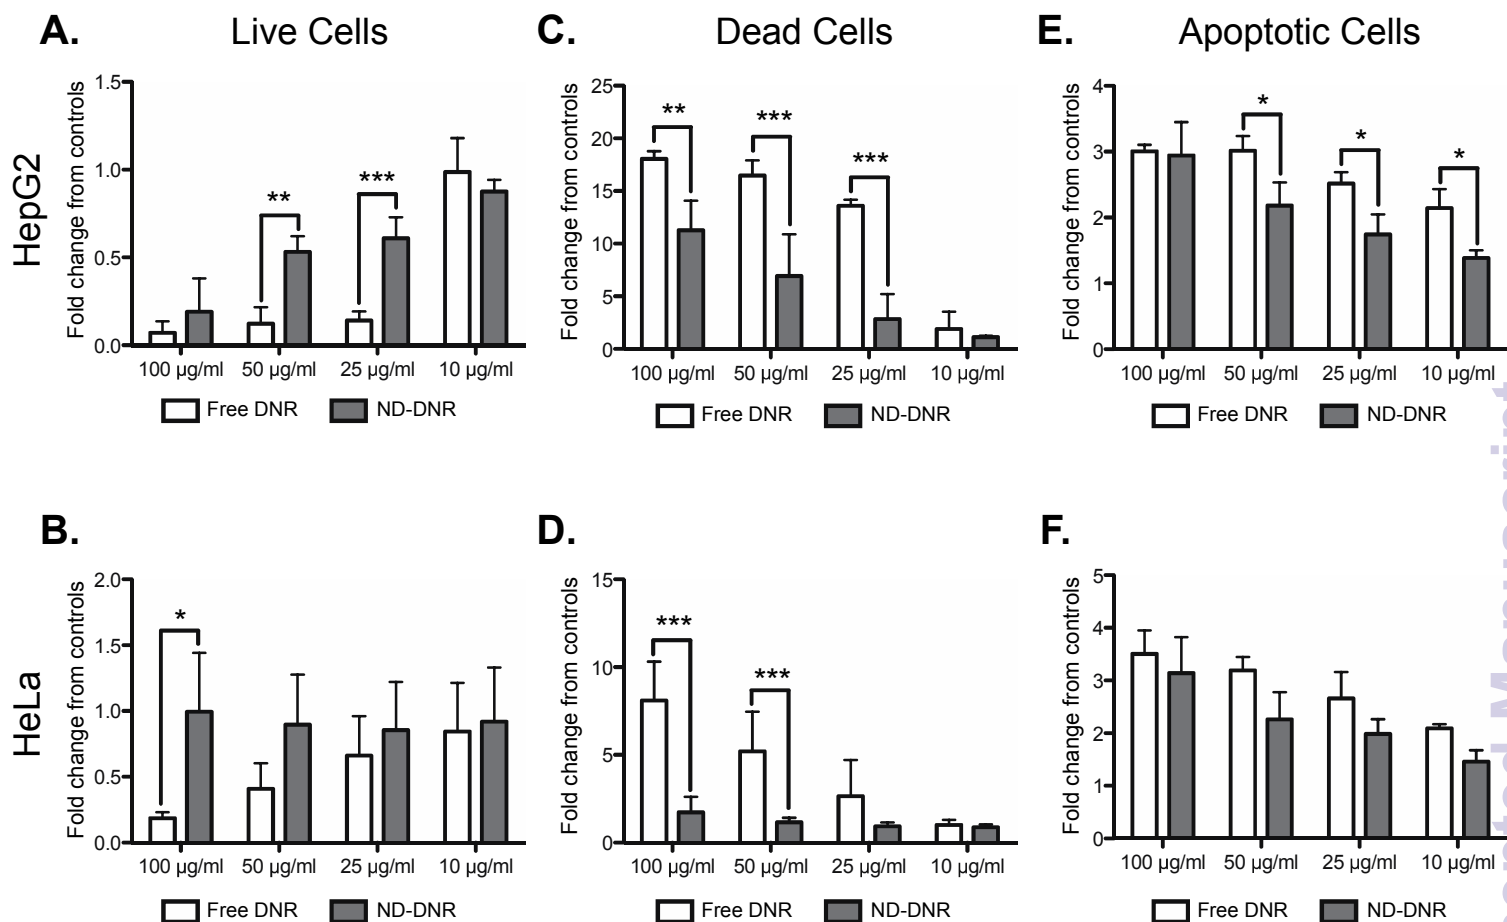 A. Live Cells
C. Dead Cells
E. Apoptotic Cells
HepG2
Fold change from controls
1.5
1.0
0.5
0.0
** ***
100 µg/ml 50 µg/ml 25 µg/ml 10 µg/ml
Free DNR ND-DNR
Fold change from controls
25
20
15
10
5
0
** *** ***
100 µg/ml 50 µg/ml 25 µg/ml 10 µg/ml
Free DNR ND-DNR
Fold change from controls
4
3
2
1
0
* * *
100 µg/ml 50 µg/ml 25 µg/ml 10 µg/ml
Free DNR ND-DNR
B.
D.
F.
HeLa
Fold change from controls
2.0
1.5
1.0
0.5
0.0
*
100 µg/ml 50 µg/ml 25 µg/ml 10 µg/ml
Free DNR ND-DNR
Fold change from controls
15
10
5
0
*** ***
100 µg/ml 50 µg/ml 25 µg/ml 10 µg/ml
Free DNR ND-DNR
Fold change from controls
5
4
3
2
1
0
100 µg/ml 50 µg/ml 25 µg/ml 10 µg/ml
Free DNR ND-DNR